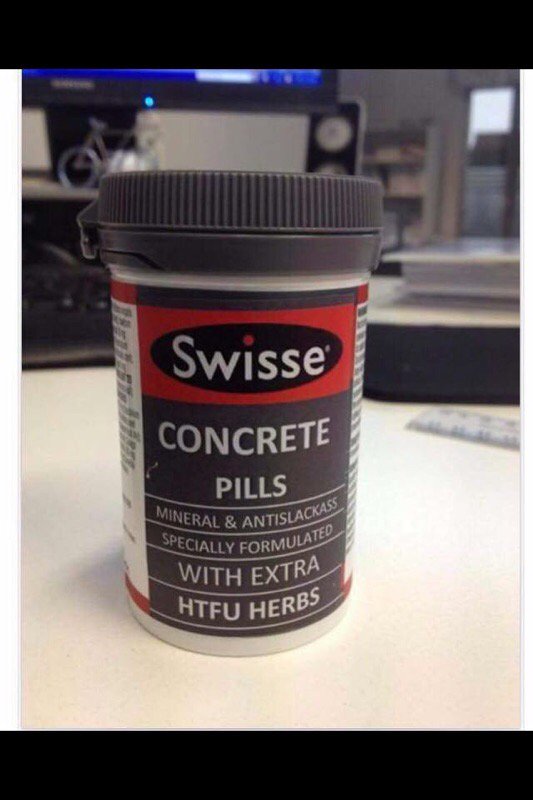 Swisse
CONCRETE
PILLS
MINERAL & ANTISLACKASS
SPECIALLY FORMULATED
WITH EXTRA
HTFU HERBS